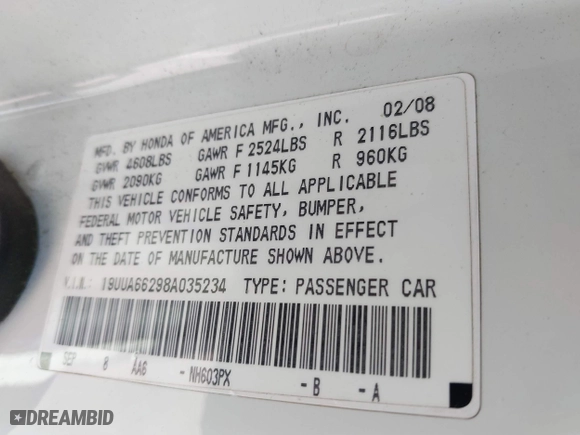 MFD. BY HONDA OF AMERICA MFG., INC. 02/08
GVWR 4608LBS GAWR F 2524LBS R 2116LBS
GVWR 2090KG GAWR F 1145KG R 960KG
THIS VEHICLE CONFORMS TO ALL APPLICABLE
FEDERAL MOTOR VEHICLE SAFETY, BUMPER,
AND THEFT PREVENTION STANDARDS IN EFFECT
ON THE DATE OF MANUFACTURE SHOWN ABOVE.
V.I.N.: 19UUA66298A035234 TYPE: PASSENGER CAR
SEP 8 AA6 - NH603PX - B - A
DREAMBID